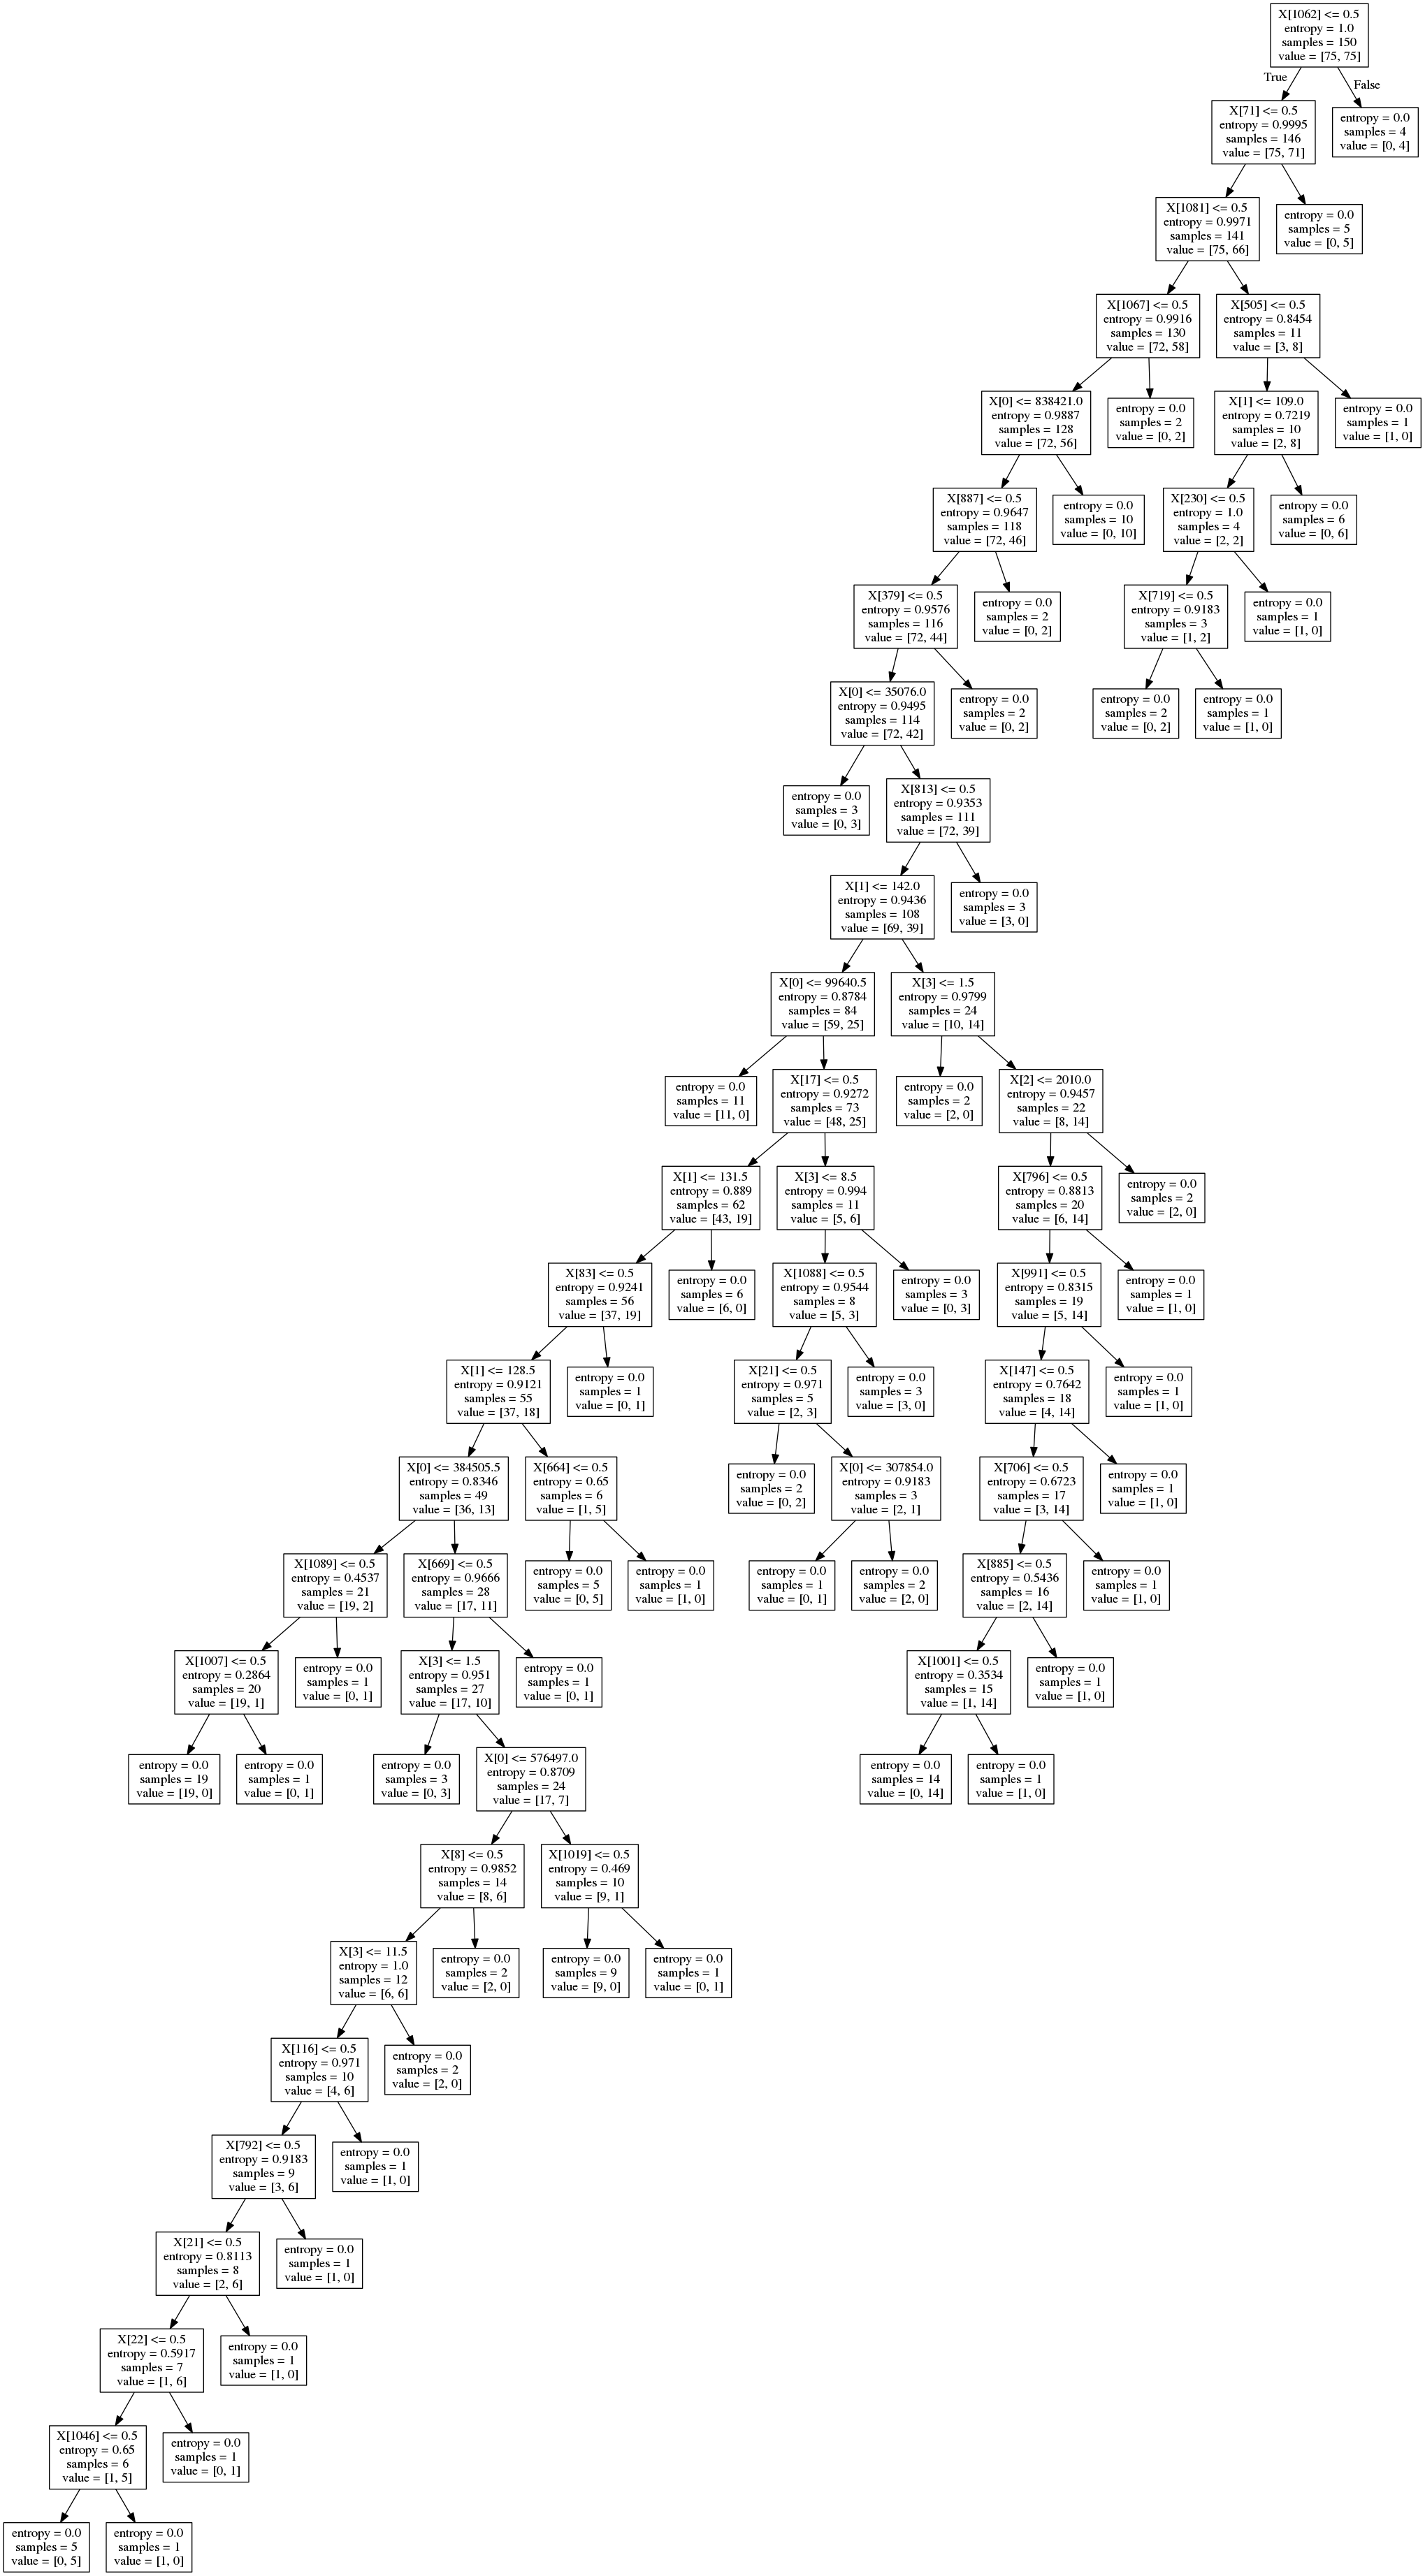 X[1062] <= 0.5
entropy = 1.0
samples = 150
value = [75, 75]
True
False
X[71] <= 0.5
entropy = 0.9995
samples = 146
value = [75, 71]
entropy = 0.0
samples = 4
value = [0, 4]
X[1081] <= 0.5
entropy = 0.9971
samples = 141
value = [75, 66]
entropy = 0.0
samples = 5
value = [0, 5]
X[1067] <= 0.5
entropy = 0.9916
samples = 130
value = [72, 58]
X[505] <= 0.5
entropy = 0.8454
samples = 11
value = [3, 8]
X[0] <= 838421.0
entropy = 0.9887
samples = 128
value = [72, 56]
entropy = 0.0
samples = 2
value = [0, 2]
X[1] <= 109.0
entropy = 0.7219
samples = 10
value = [2, 8]
entropy = 0.0
samples = 1
value = [1, 0]
X[887] <= 0.5
entropy = 0.9647
samples = 118
value = [72, 46]
entropy = 0.0
samples = 10
value = [0, 10]
X[230] <= 0.5
entropy = 1.0
samples = 4
value = [2, 2]
entropy = 0.0
samples = 6
value = [0, 6]
X[379] <= 0.5
entropy = 0.9576
samples = 116
value = [72, 44]
entropy = 0.0
samples = 2
value = [0, 2]
X[719] <= 0.5
entropy = 0.9183
samples = 3
value = [1, 2]
entropy = 0.0
samples = 1
value = [1, 0]
X[0] <= 35076.0
entropy = 0.9495
samples = 114
value = [72, 42]
entropy = 0.0
samples = 2
value = [0, 2]
entropy = 0.0
samples = 2
value = [0, 2]
entropy = 0.0
samples = 1
value = [1, 0]
entropy = 0.0
samples = 3
value = [0, 3]
X[813] <= 0.5
entropy = 0.9353
samples = 111
value = [72, 39]
X[1] <= 142.0
entropy = 0.9436
samples = 108
value = [69, 39]
entropy = 0.0
samples = 3
value = [3, 0]
X[0] <= 99640.5
entropy = 0.8784
samples = 84
value = [59, 25]
X[3] <= 1.5
entropy = 0.9799
samples = 24
value = [10, 14]
entropy = 0.0
samples = 11
value = [11, 0]
X[17] <= 0.5
entropy = 0.9272
samples = 73
value = [48, 25]
entropy = 0.0
samples = 2
value = [2, 0]
X[2] <= 2010.0
entropy = 0.9457
samples = 22
value = [8, 14]
X[1] <= 131.5
entropy = 0.889
samples = 62
value = [43, 19]
X[3] <= 8.5
entropy = 0.994
samples = 11
value = [5, 6]
X[796] <= 0.5
entropy = 0.8813
samples = 20
value = [6, 14]
entropy = 0.0
samples = 2
value = [2, 0]
X[83] <= 0.5
entropy = 0.9241
samples = 56
value = [37, 19]
entropy = 0.0
samples = 6
value = [6, 0]
X[1088] <= 0.5
entropy = 0.9544
samples = 8
value = [5, 3]
entropy = 0.0
samples = 3
value = [0, 3]
X[991] <= 0.5
entropy = 0.8315
samples = 19
value = [5, 14]
entropy = 0.0
samples = 1
value = [1, 0]
X[1] <= 128.5
entropy = 0.9121
samples = 55
value = [37, 18]
entropy = 0.0
samples = 1
value = [0, 1]
X[21] <= 0.5
entropy = 0.971
samples = 5
value = [2, 3]
entropy = 0.0
samples = 3
value = [3, 0]
X[147] <= 0.5
entropy = 0.7642
samples = 18
value = [4, 14]
entropy = 0.0
samples = 1
value = [1, 0]
X[0] <= 384505.5
entropy = 0.8346
samples = 49
value = [36, 13]
X[664] <= 0.5
entropy = 0.65
samples = 6
value = [1, 5]
entropy = 0.0
samples = 2
value = [0, 2]
X[0] <= 307854.0
entropy = 0.9183
samples = 3
value = [2, 1]
X[706] <= 0.5
entropy = 0.6723
samples = 17
value = [3, 14]
entropy = 0.0
samples = 1
value = [1, 0]
X[1089] <= 0.5
entropy = 0.4537
samples = 21
value = [19, 2]
X[669] <= 0.5
entropy = 0.9666
samples = 28
value = [17, 11]
entropy = 0.0
samples = 5
value = [0, 5]
entropy = 0.0
samples = 1
value = [1, 0]
entropy = 0.0
samples = 1
value = [0, 1]
entropy = 0.0
samples = 2
value = [2, 0]
X[885] <= 0.5
entropy = 0.5436
samples = 16
value = [2, 14]
entropy = 0.0
samples = 1
value = [1, 0]
X[1007] <= 0.5
entropy = 0.2864
samples = 20
value = [19, 1]
entropy = 0.0
samples = 1
value = [0, 1]
X[3] <= 1.5
entropy = 0.951
samples = 27
value = [17, 10]
entropy = 0.0
samples = 1
value = [0, 1]
X[1001] <= 0.5
entropy = 0.3534
samples = 15
value = [1, 14]
entropy = 0.0
samples = 1
value = [1, 0]
entropy = 0.0
samples = 19
value = [19, 0]
entropy = 0.0
samples = 1
value = [0, 1]
entropy = 0.0
samples = 3
value = [0, 3]
X[0] <= 576497.0
entropy = 0.8709
samples = 24
value = [17, 7]
entropy = 0.0
samples = 14
value = [0, 14]
entropy = 0.0
samples = 1
value = [1, 0]
X[8] <= 0.5
entropy = 0.9852
samples = 14
value = [8, 6]
X[1019] <= 0.5
entropy = 0.469
samples = 10
value = [9, 1]
X[3] <= 11.5
entropy = 1.0
samples = 12
value = [6, 6]
entropy = 0.0
samples = 2
value = [2, 0]
entropy = 0.0
samples = 9
value = [9, 0]
entropy = 0.0
samples = 1
value = [0, 1]
X[116] <= 0.5
entropy = 0.971
samples = 10
value = [4, 6]
entropy = 0.0
samples = 2
value = [2, 0]
X[792] <= 0.5
entropy = 0.9183
samples = 9
value = [3, 6]
entropy = 0.0
samples = 1
value = [1, 0]
X[21] <= 0.5
entropy = 0.8113
samples = 8
value = [2, 6]
entropy = 0.0
samples = 1
value = [1, 0]
X[22] <= 0.5
entropy = 0.5917
samples = 7
value = [1, 6]
entropy = 0.0
samples = 1
value = [1, 0]
X[1046] <= 0.5
entropy = 0.65
samples = 6
value = [1, 5]
entropy = 0.0
samples = 1
value = [0, 1]
entropy = 0.0
samples = 5
value = [0, 5]
entropy = 0.0
samples = 1
value = [1, 0]